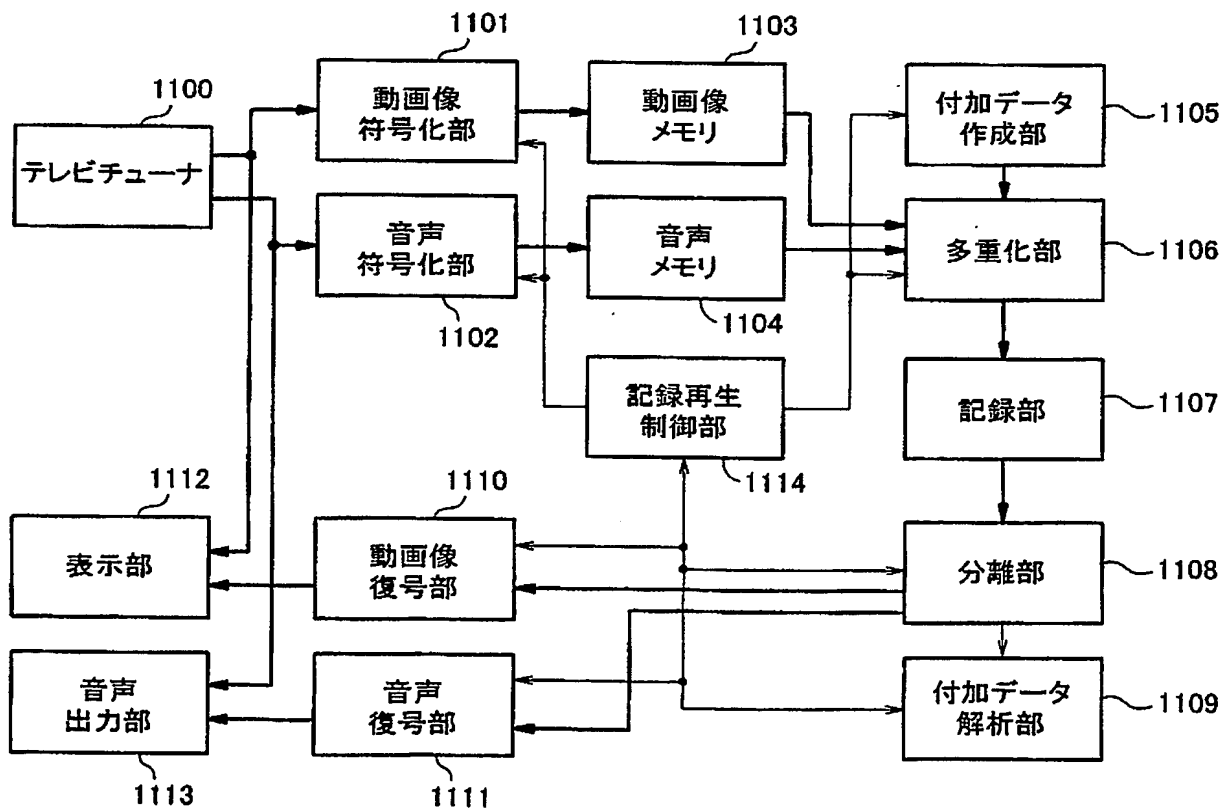 1101
1103
1100
動画像
符号化部
動画像
メモリ
付加データ
作成部
1105
テレビチューナ
音声
符号化部
音声
メモリ
多重化部
1106
1102
1104
記録再生
制御部
記録部
1107
1112
1110
1114
表示部
動画像
復号部
分離部
1108
音声
出力部
音声
復号部
付加データ
解析部
1109
1113
1111